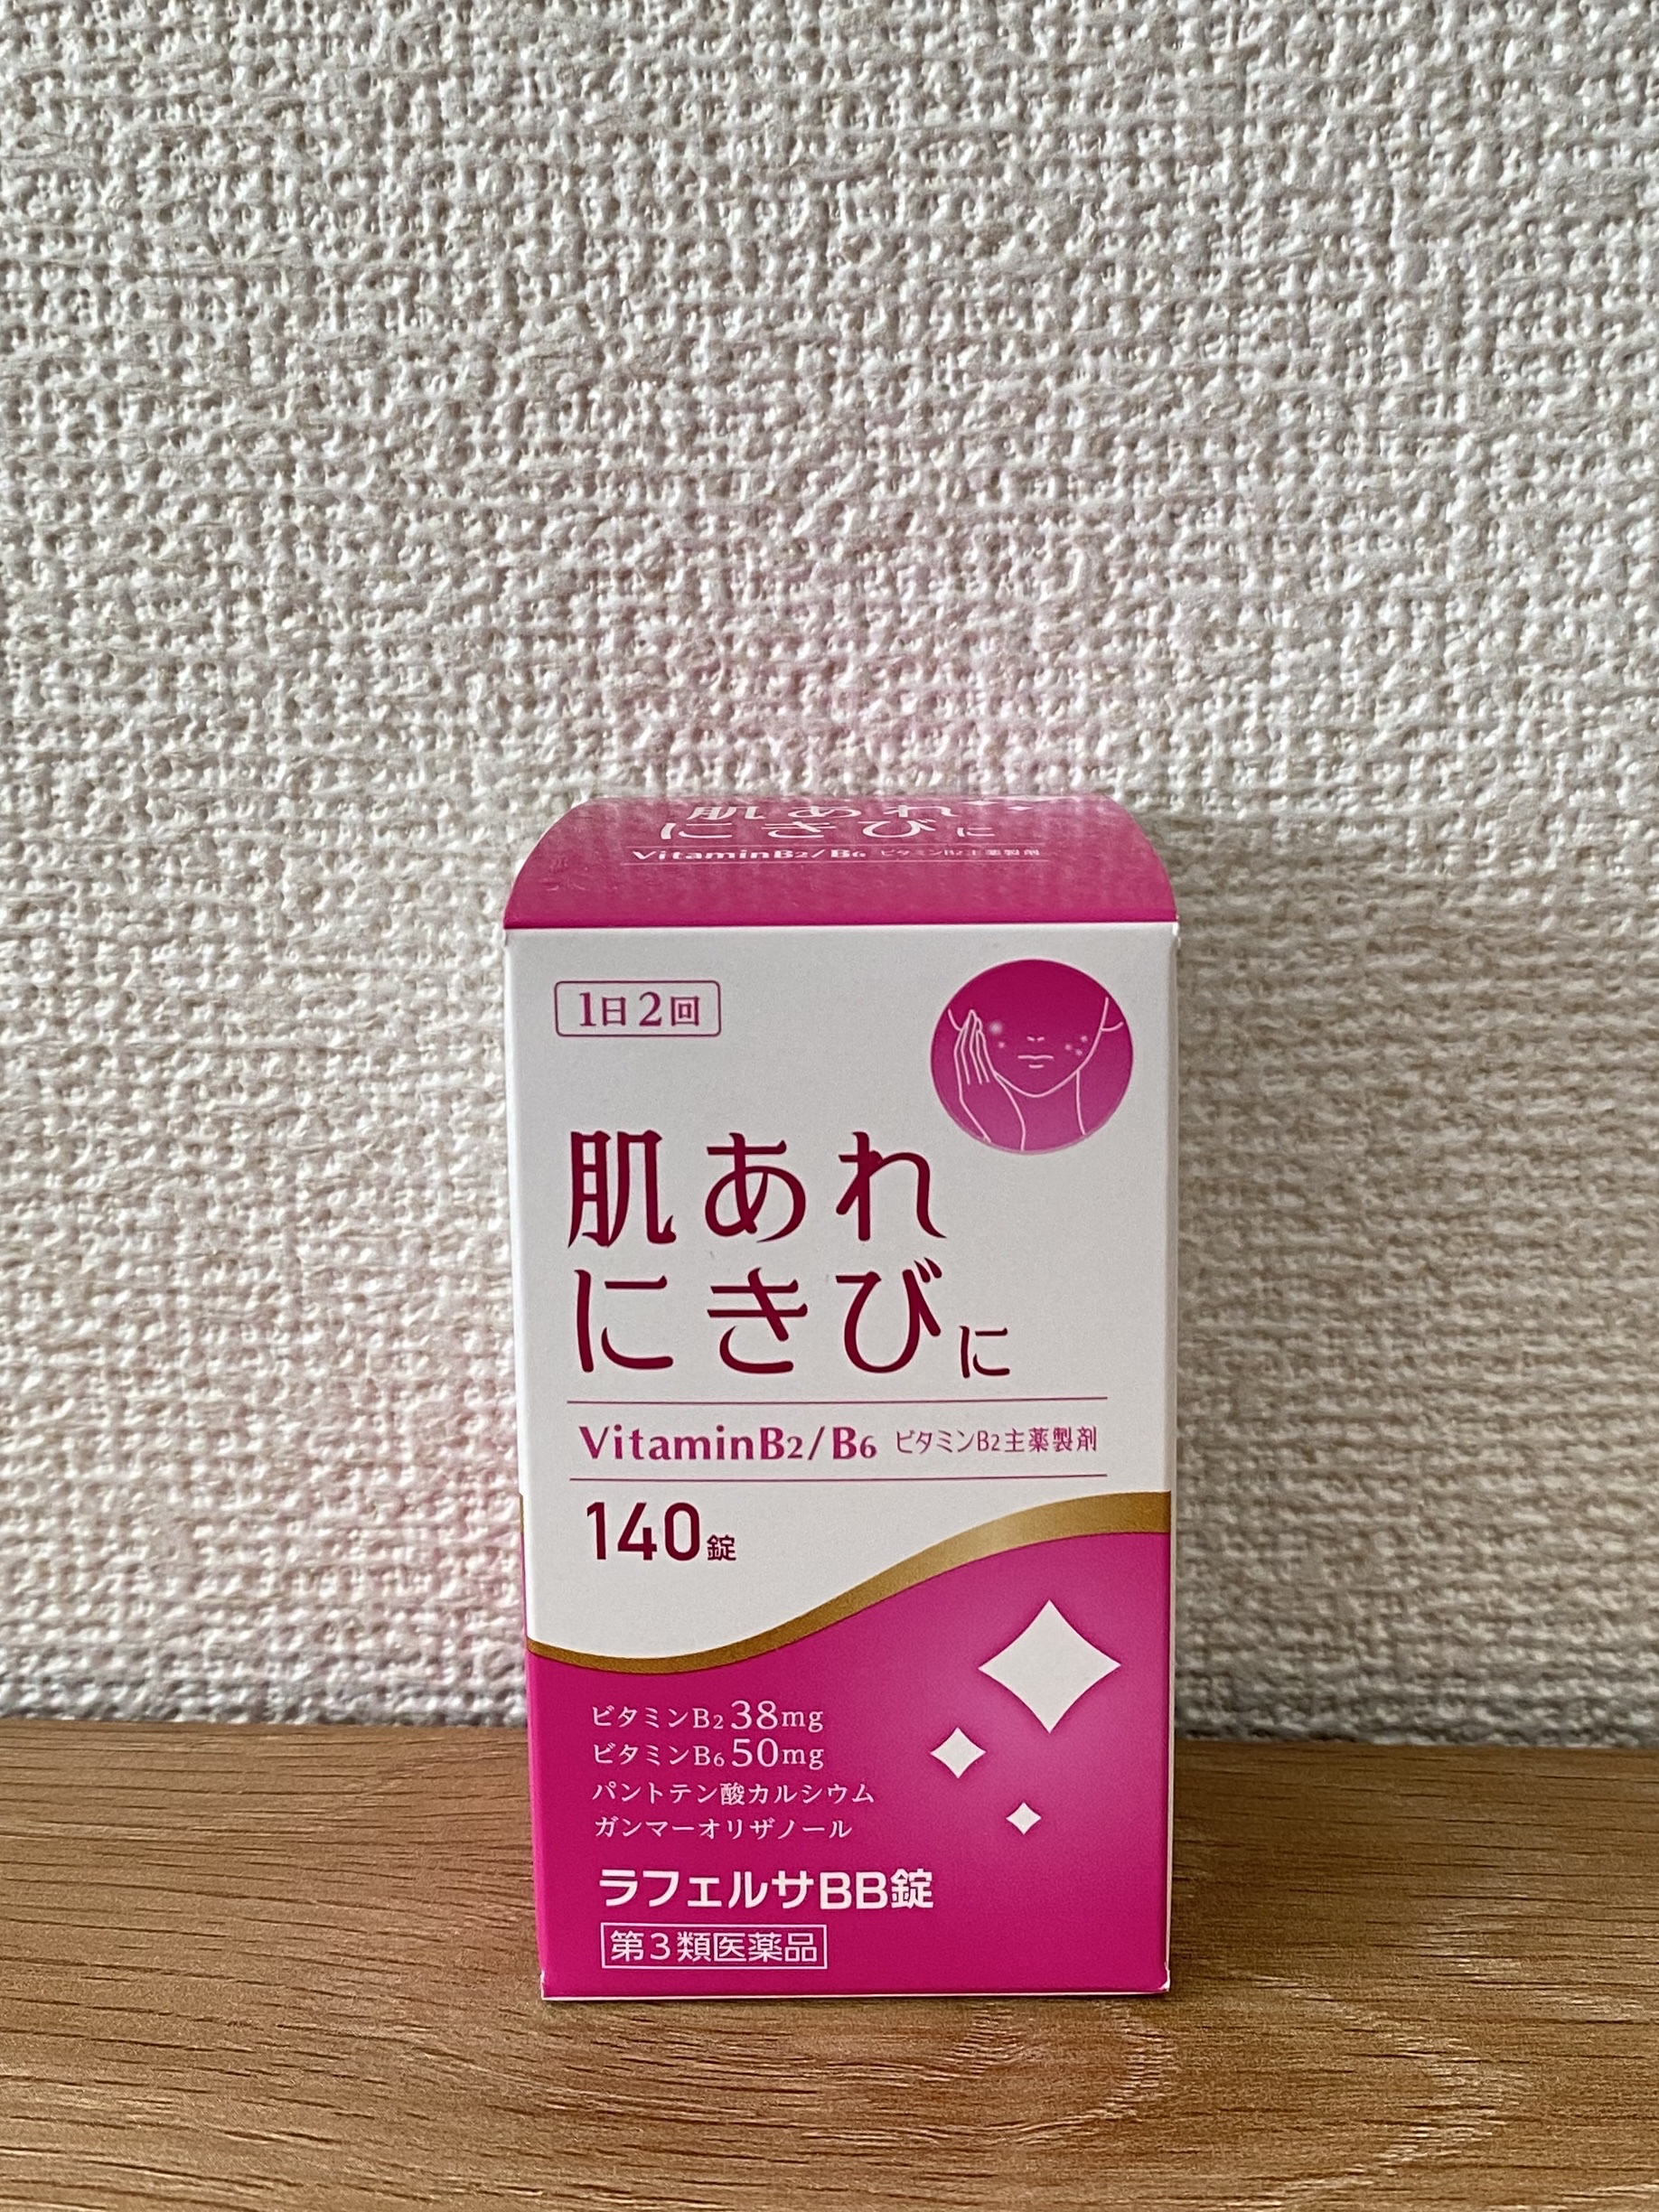 肌あれ
にきびに
VitaminB2/B6 ビタミンB2主薬製剤
1日2回
肌あれ
にきびに
VitaminB2/B6 ビタミンB2主薬製剤
140錠
ビタミンB2 38mg
ビタミンB6 50mg
パントテン酸カルシウム
ガンマーオリザノール
ラフェルサBB錠
第3類医薬品